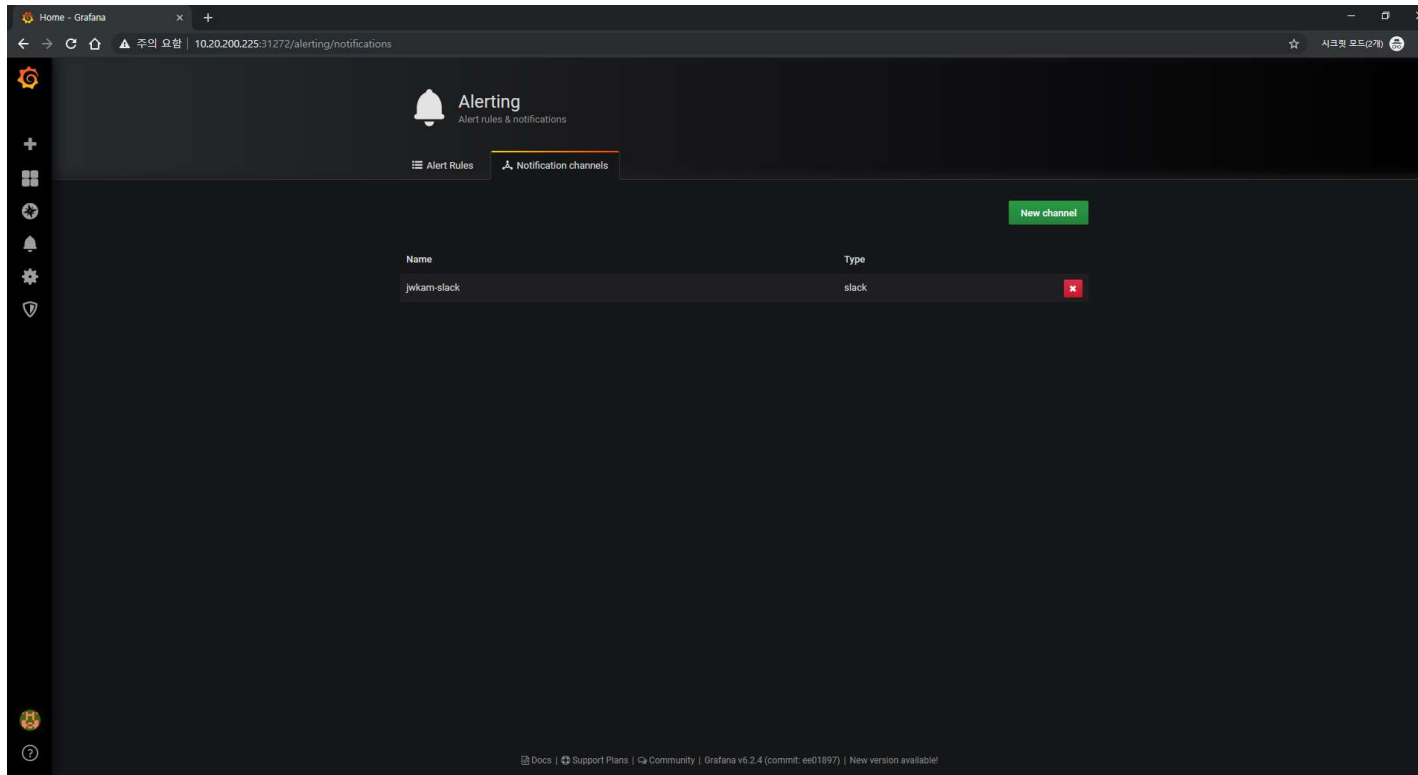 Home - Grafana
주의 요함 | 10.20.200.225:31272/alerting/notifications
시크릿 모드(2개)
Alerting
Alert rules & notifications
Alert Rules
Notification channels
New channel
Name Type
jwkam-slack slack
Docs | Support Plans | Community | Grafana v6.2.4 (commit: ee01897) | New version available!